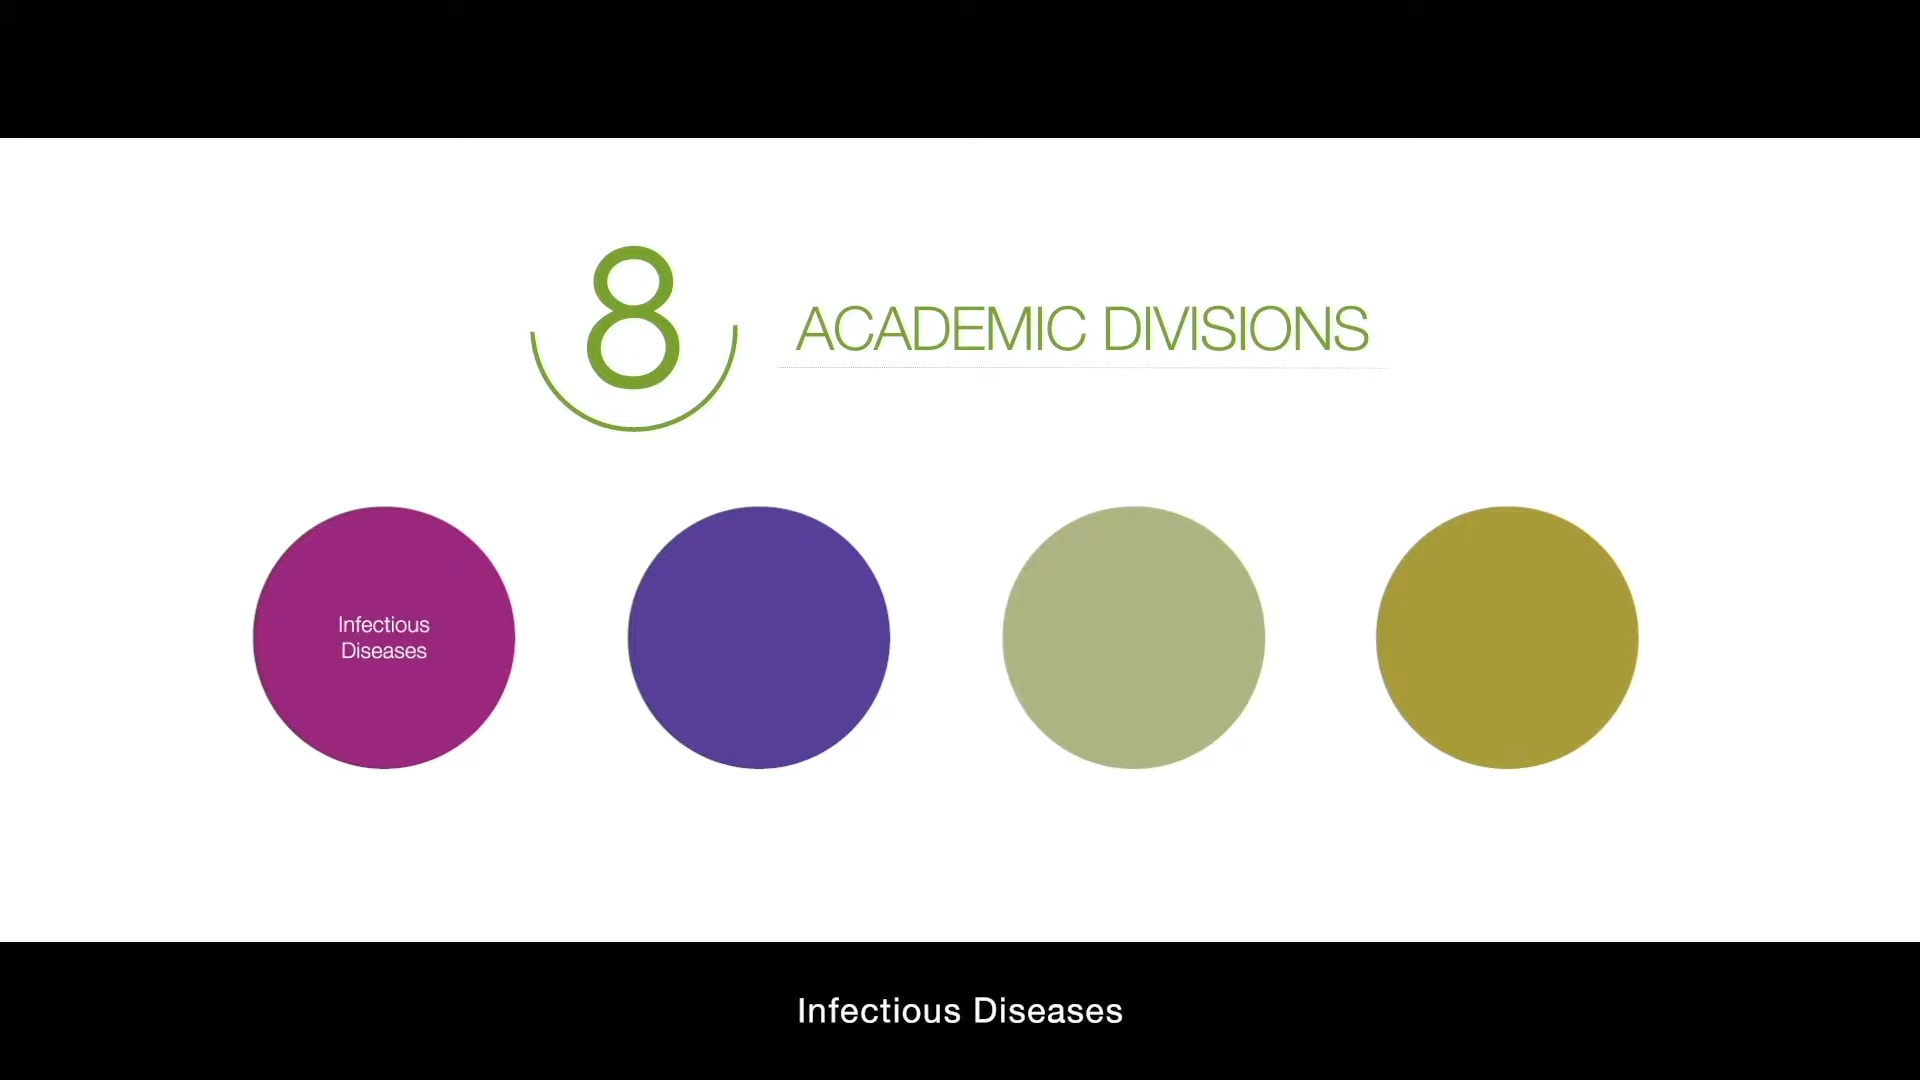 8
ACADEMIC DIVISIONS
Infectious
Diseases
Infectious Diseases